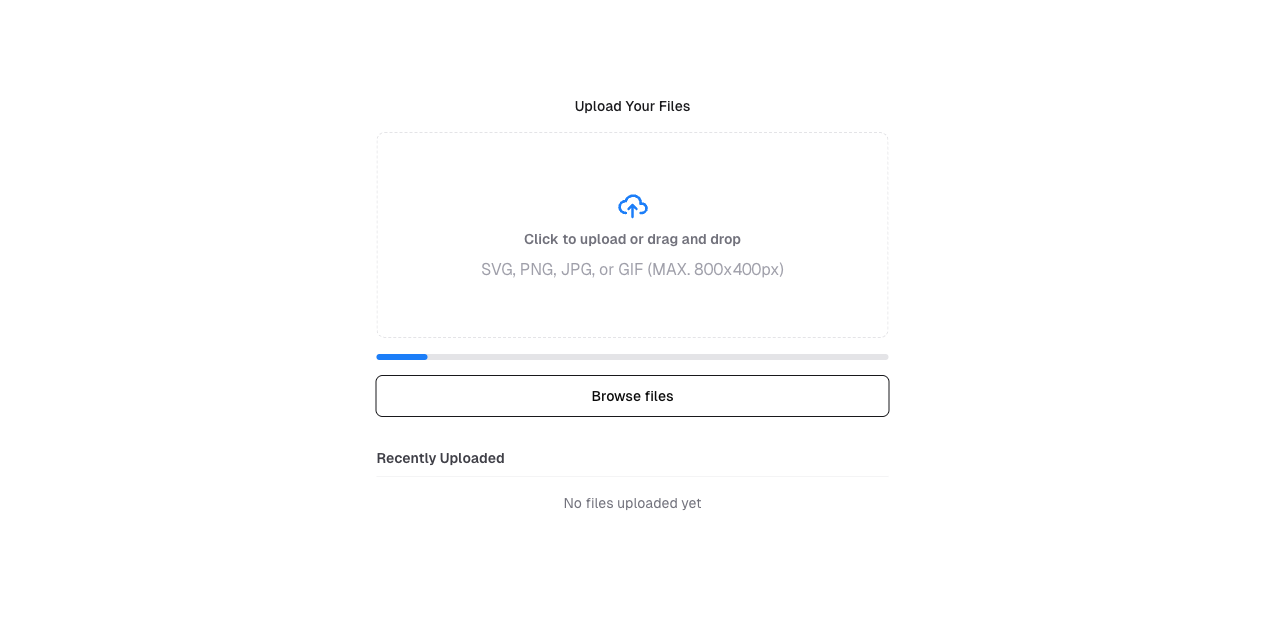 Upload Your Files
Click to upload or drag and drop
SVG, PNG, JPG, or GIF (MAX. 800x400px)
Browse files
Recently Uploaded
No files uploaded yet